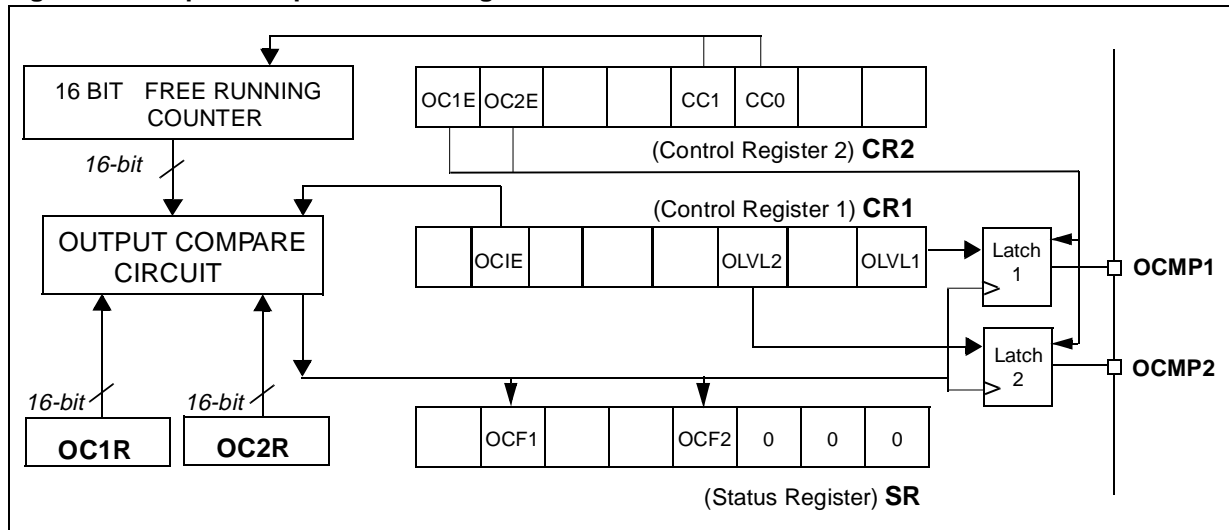 16 BIT FREE RUNNING
COUNTER
OC1E OC2E CC1 CC0
16-bit
(Control Register 2) CR2
(Control Register 1) CR1
OUTPUT COMPARE
CIRCUIT
OCIE OLVL2 OLVL1
Latch
1
OCMP1
Latch
2
OCMP2
16-bit
16-bit
OC1R
OC2R
OCF1 OCF2 0 0 0
(Status Register) SR